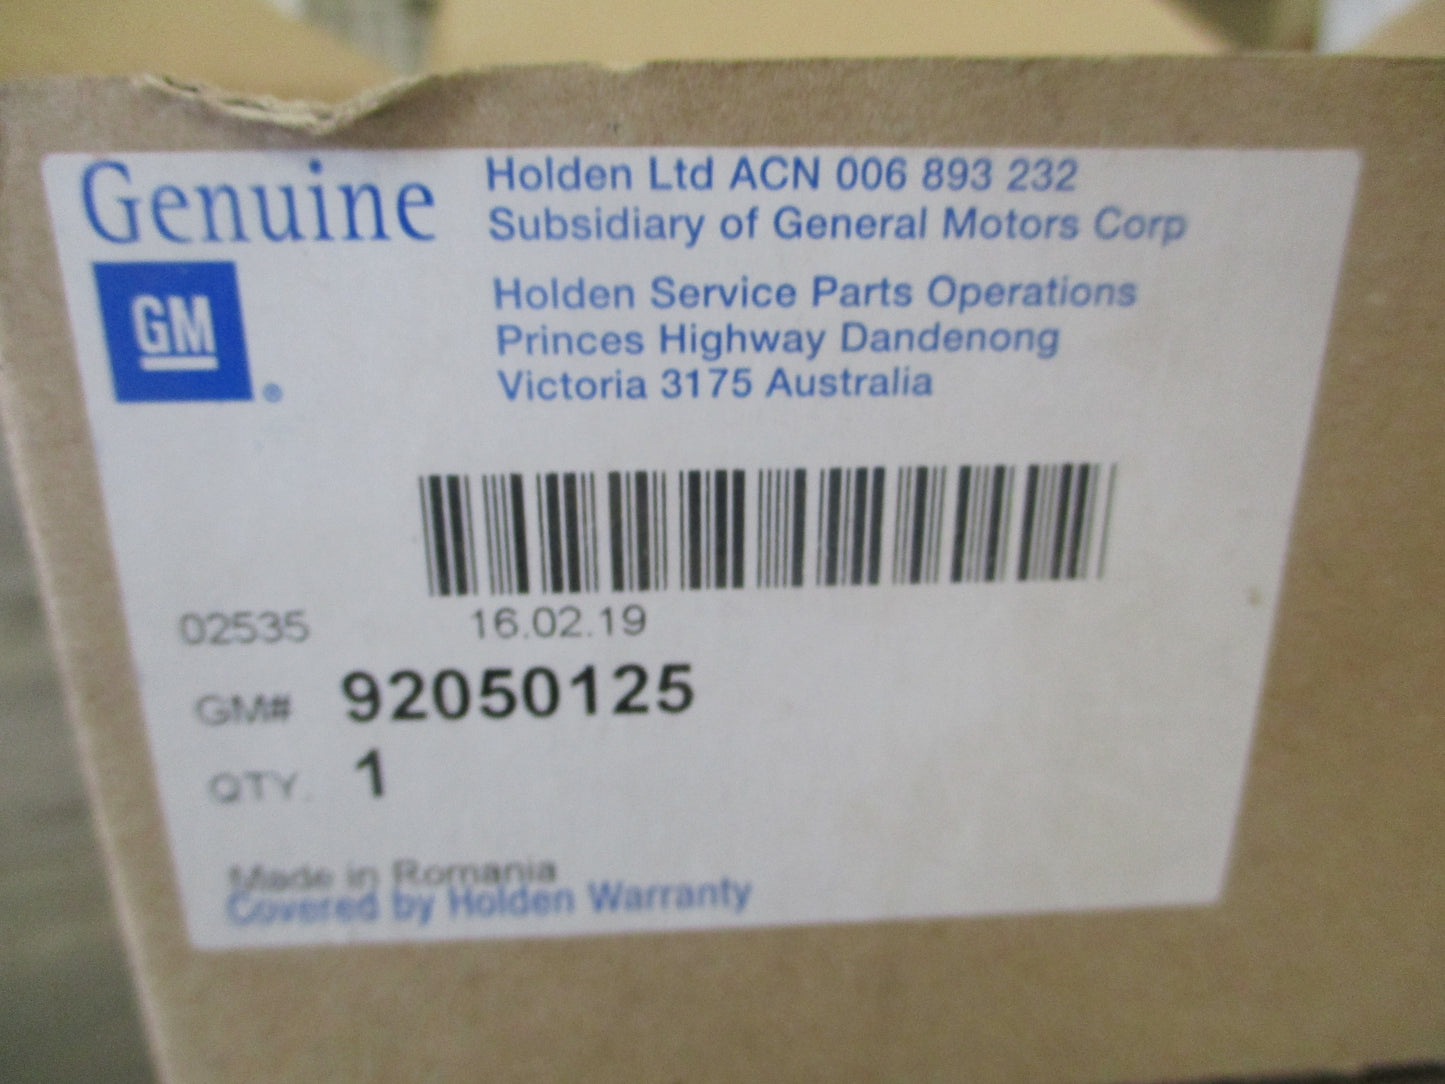 Genuine
GM
®
Holden Ltd ACN 006 893 232
Subsidiary of General Motors Corp
Holden Service Parts Operations
Princes Highway Dandenong
Victoria 3175 Australia
02535 16.02.19
GM# 92050125
QTY. 1
Made in Romania
Covered by Holden Warranty